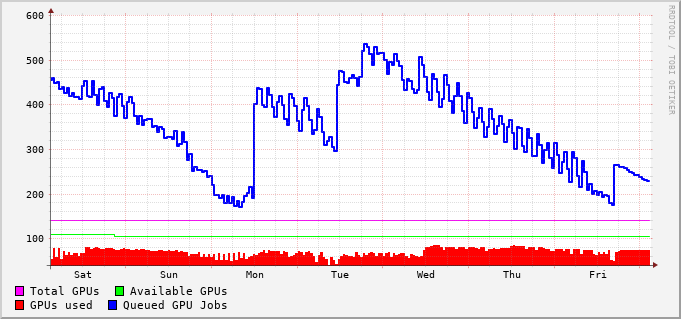 600
500
400
300
200
100
Sat Sun Mon Tue Wed Thu Fri
Total GPUs Available GPUs
GPUs used Queued GPU Jobs
RRDTOOL / TOBI OETIKER